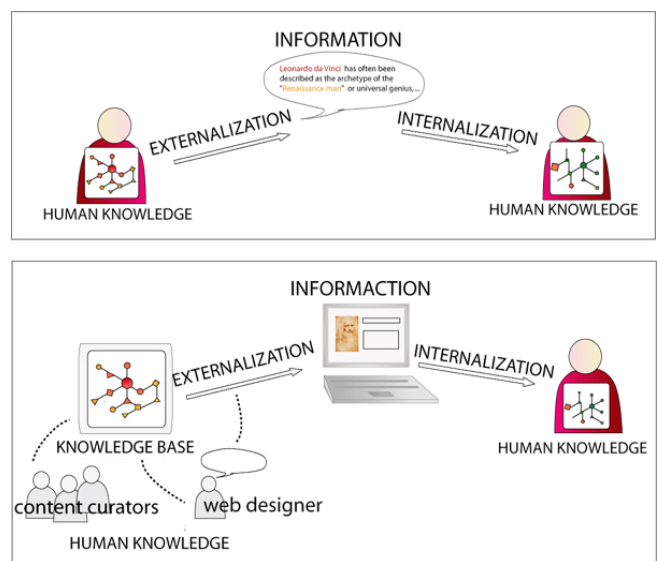 INFORMATION
Leonardo da Vinci has often been
described as the archetype of the
"Renaissance man" or universal genius, ...
EXTERNALIZATION
INTERNALIZATION
HUMAN KNOWLEDGE
HUMAN KNOWLEDGE
INFORMACTION
EXTERNALIZATION
INTERNALIZATION
KNOWLEDGE BASE
HUMAN KNOWLEDGE
content curators
web designer
HUMAN KNOWLEDGE